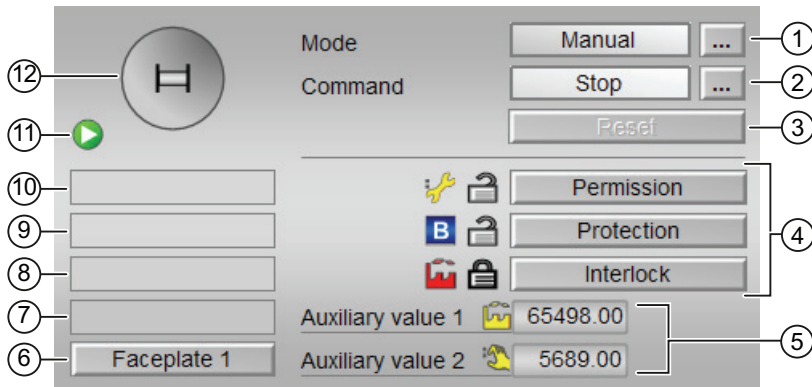 Mode Manual ... 1
Command Stop ... 2
Reset 3
12
11
10 Permission
9 B Protection 4
8 Interlock
7 Auxiliary value 1 65498.00
6 Faceplate 1 Auxiliary value 2 5689.00 5